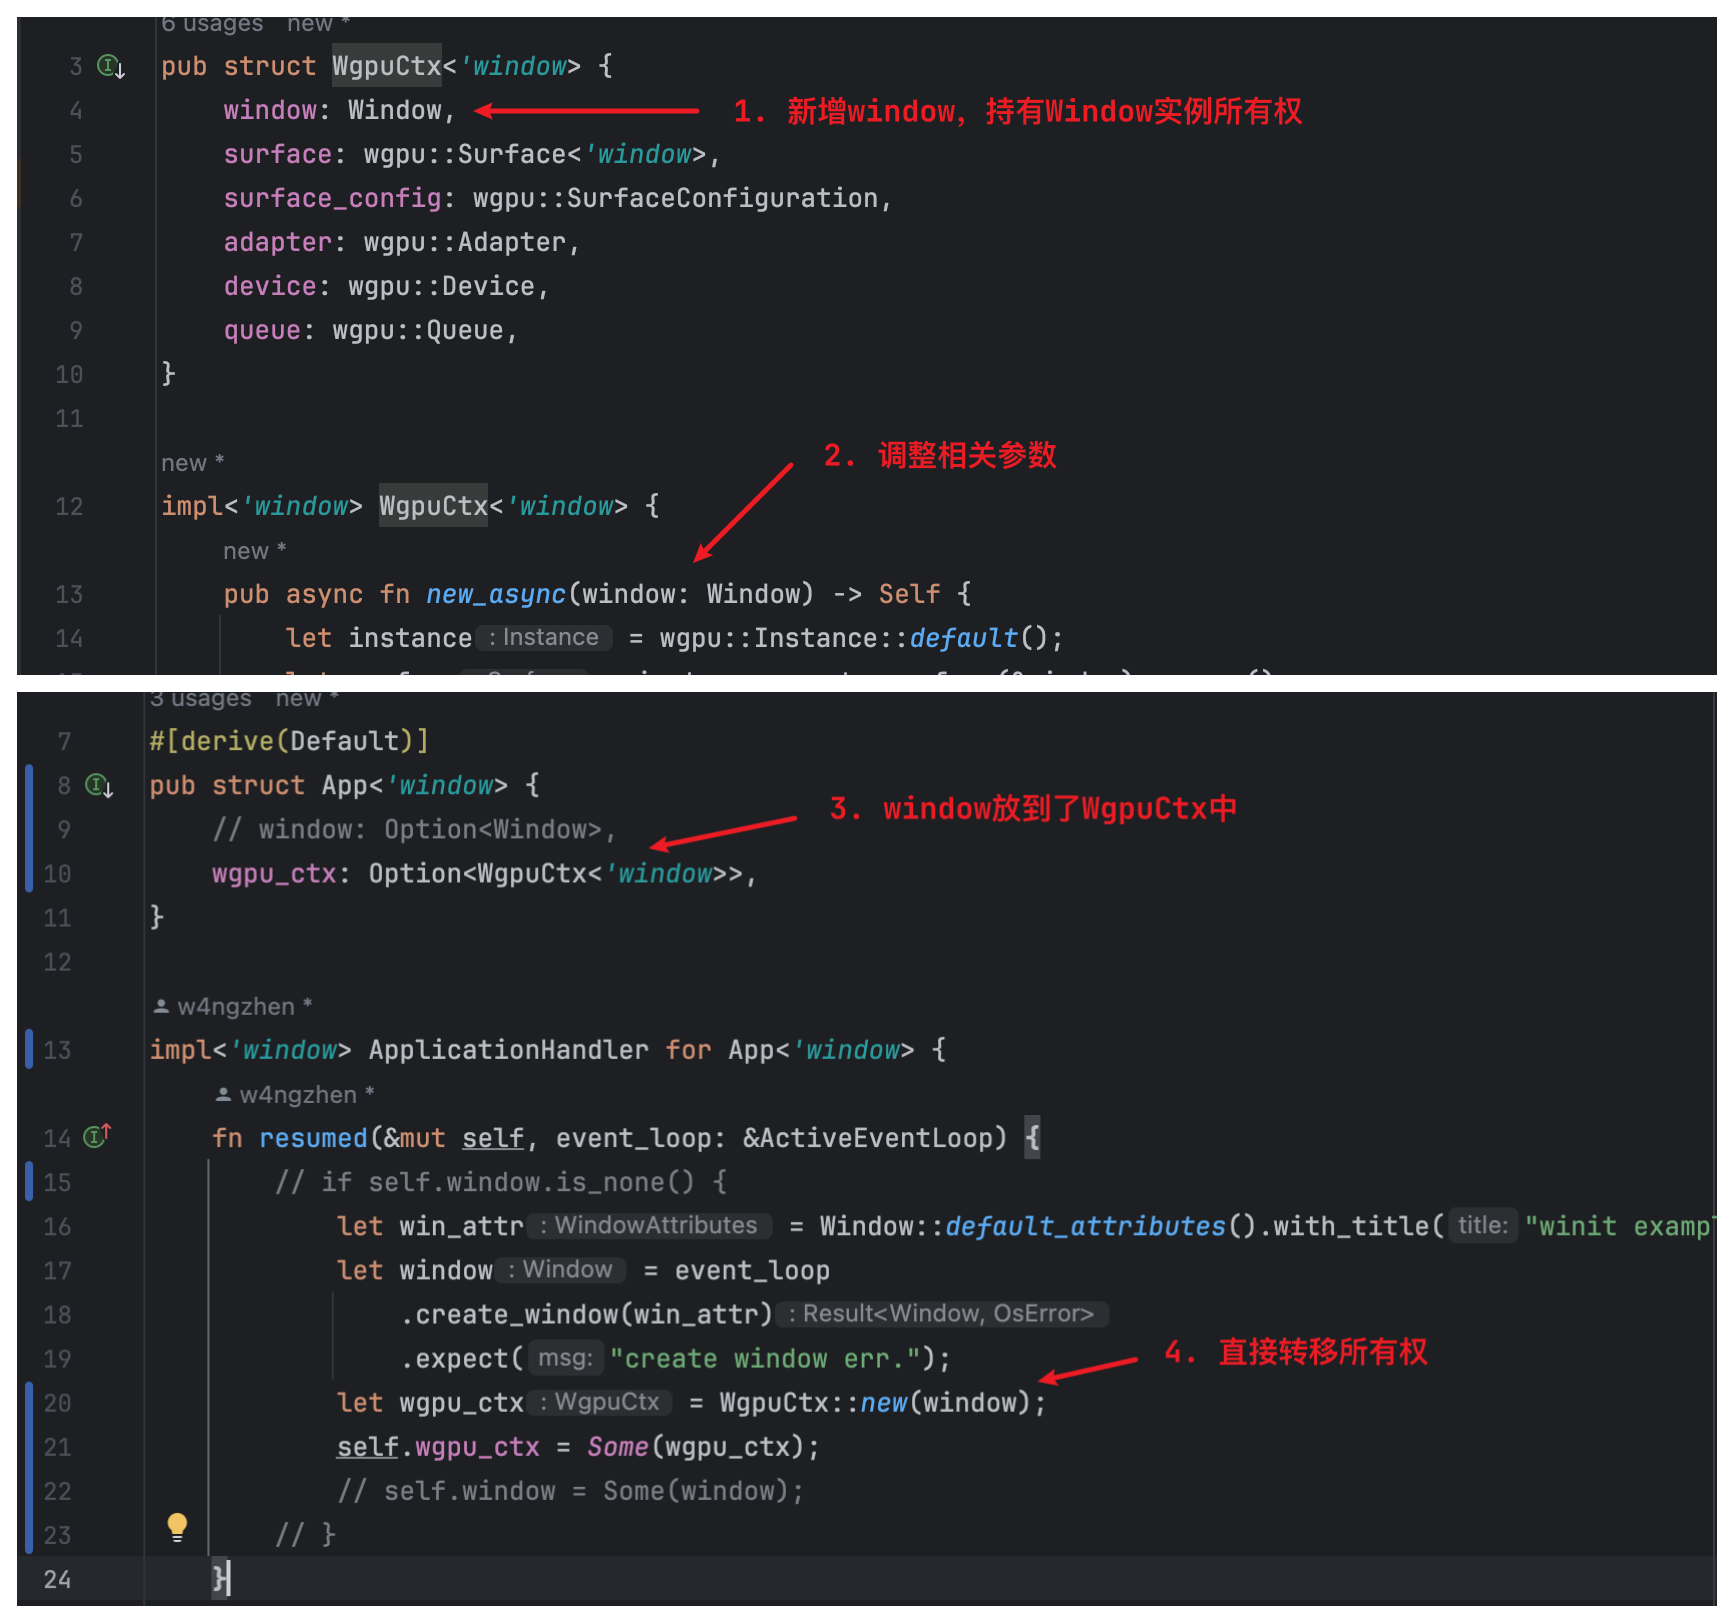 6 usages new *
3 pub struct WgpuCtx<'window> {
4 window: Window, 1. 新增window，持有Window实例所有权
5 surface: wgpu::Surface<'window>,
6 surface_config: wgpu::SurfaceConfiguration,
7 adapter: wgpu::Adapter,
8 device: wgpu::Device,
9 queue: wgpu::Queue,
10 }
11
2. 调整相关参数
new *
12 impl<'window> WgpuCtx<'window> {
new *
13 pub async fn new_async(window: Window) -> Self {
14 let instance : Instance = wgpu::Instance::default();
3 usages new *
7 #[derive(Default)]
8 pub struct App<'window> {
3. window放到了WgpuCtx中
9 // window: Option<Window>,
10 wgpu_ctx: Option<WgpuCtx<'window>>,
11 }
12
w4ngzhen *
13 impl<'window> ApplicationHandler for App<'window> {
w4ngzhen *
14 fn resumed(&mut self, event_loop: &ActiveEventLoop) {
15 // if self.window.is_none() {
16 let win_attr : WindowAttributes = Window::default_attributes().with_title( title: "winit exampl
17 let window : Window = event_loop
18 .create_window(win_attr) : Result<Window, OsError>
19 .expect( msg: "create window err."); 4. 直接转移所有权
20 let wgpu_ctx : WgpuCtx = WgpuCtx::new(window);
21 self.wgpu_ctx = Some(wgpu_ctx);
22 // self.window = Some(window);
23 // }
24 }